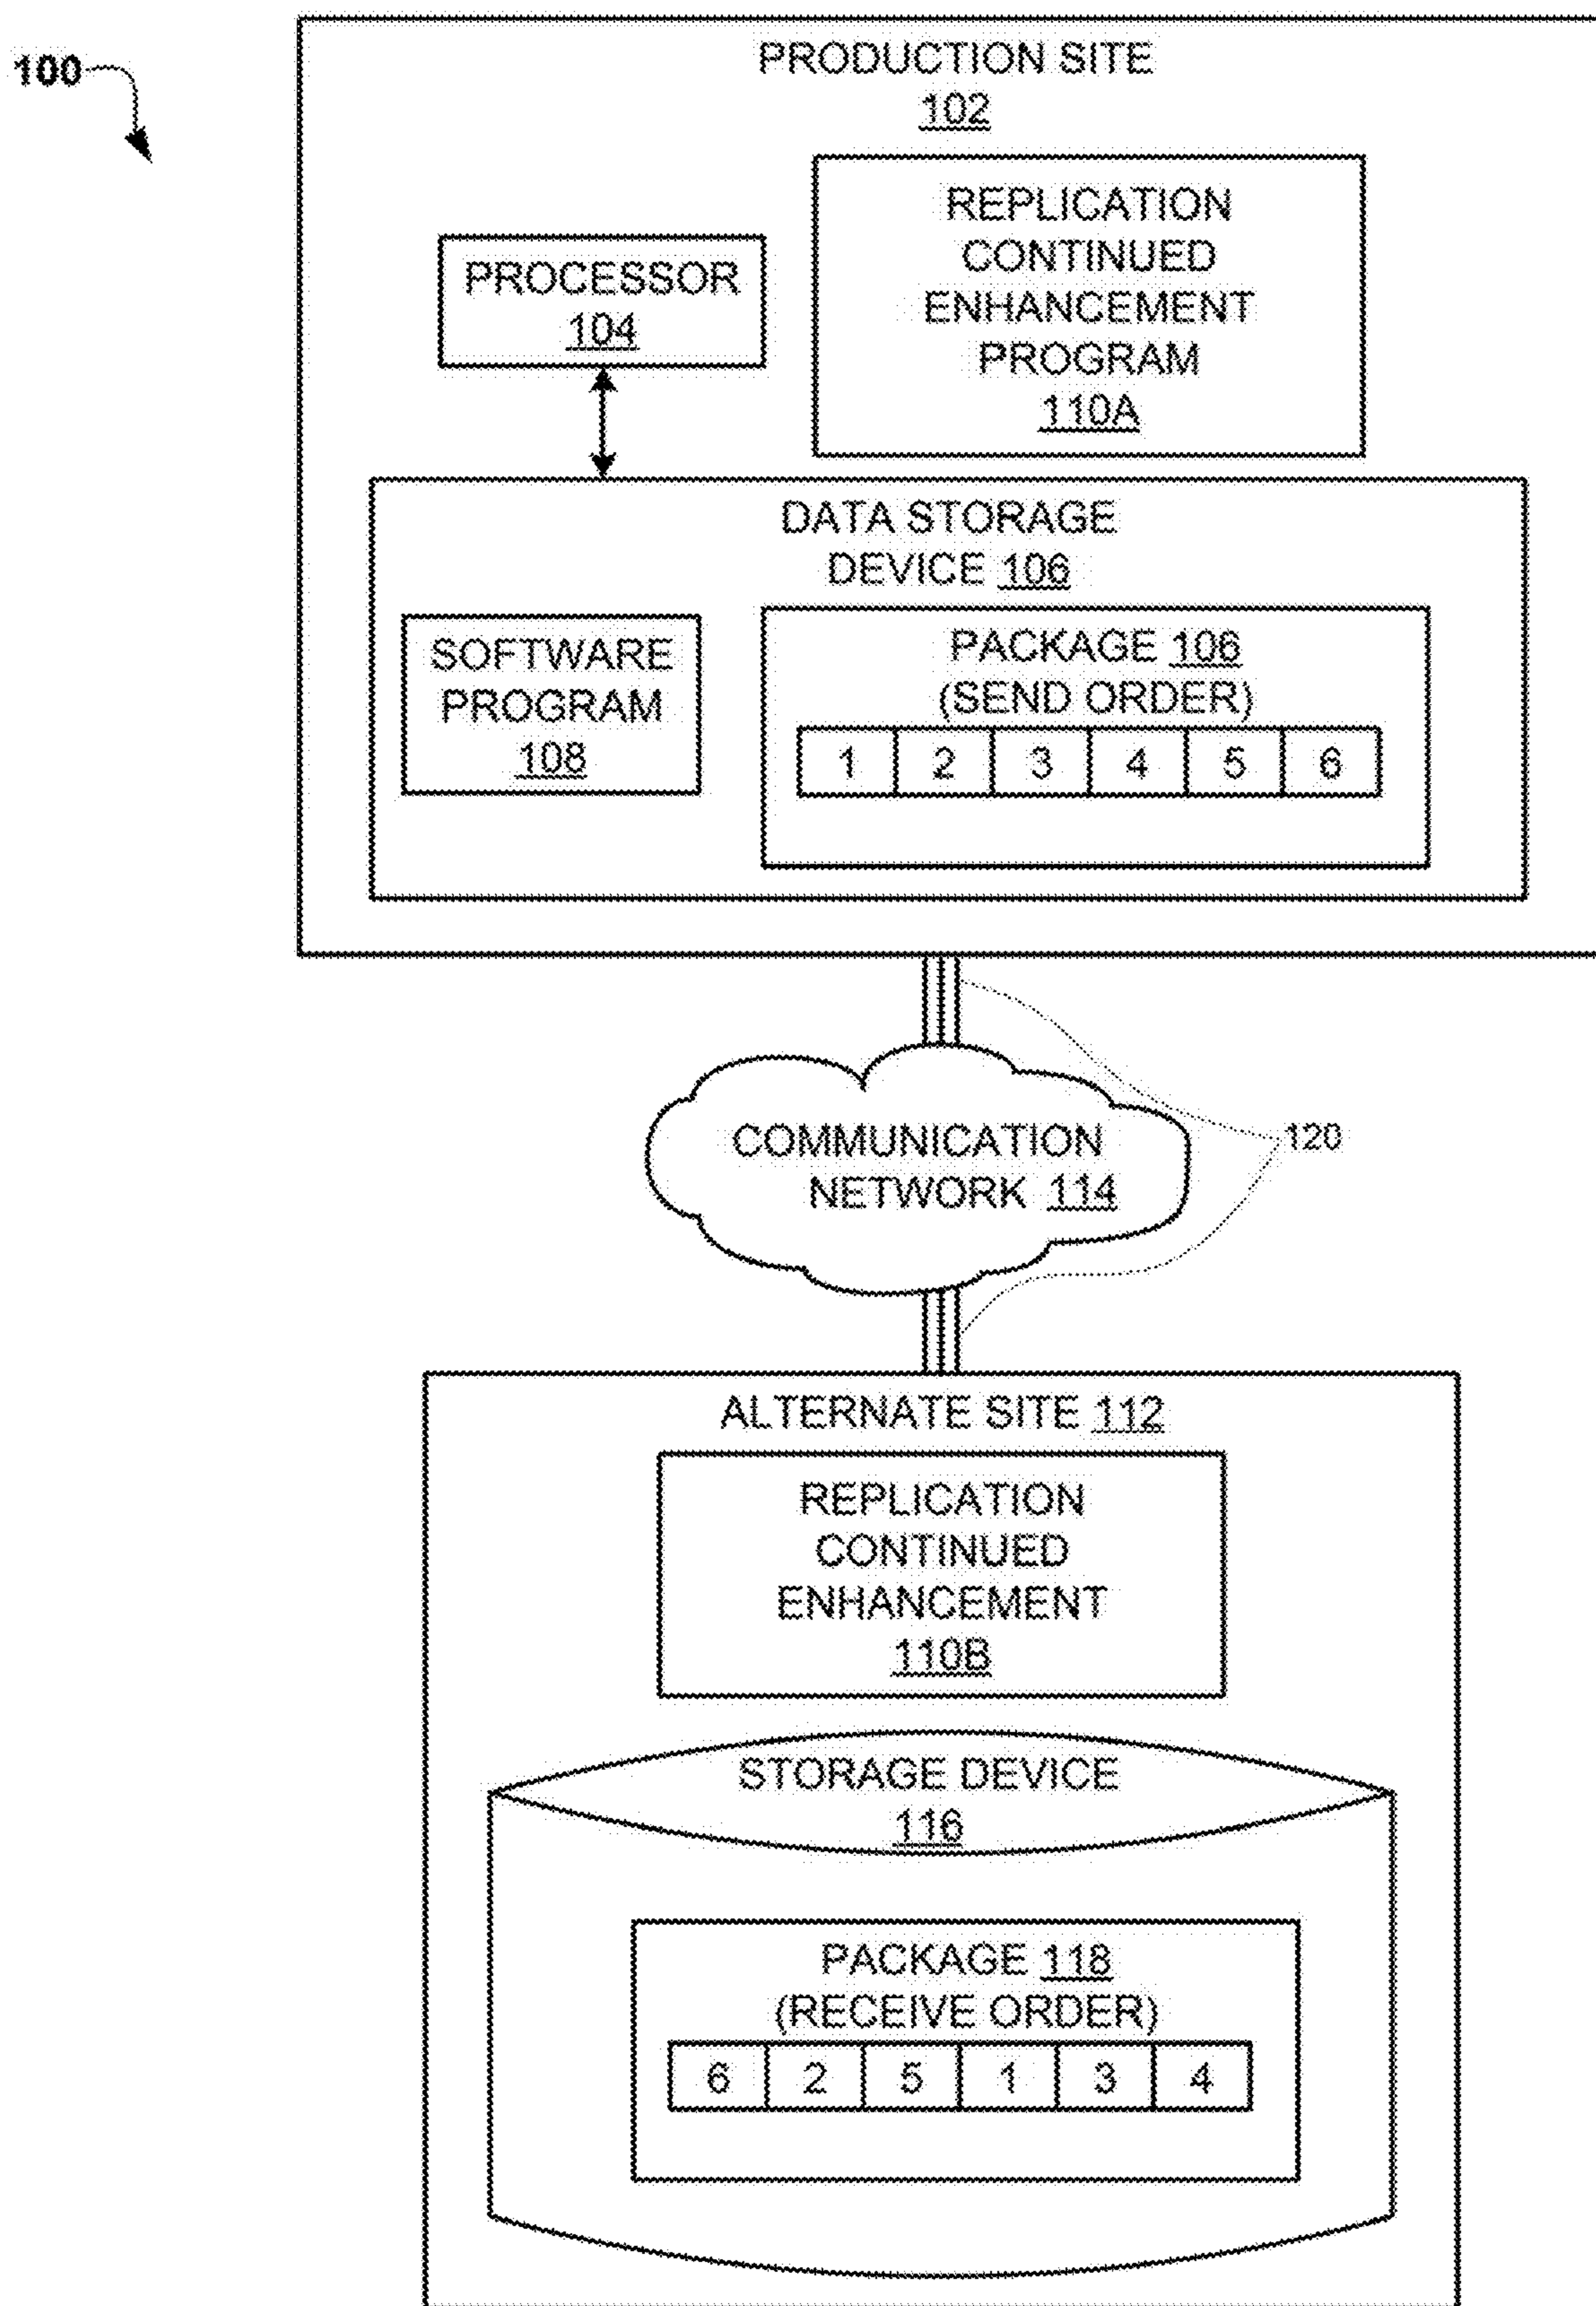 100
PRODUCTION SITE
102
REPLICATION
CONTINUED
ENHANCEMENT
PROGRAM
110A
PROCESSOR
104
DATA STORAGE
DEVICE 106
SOFTWARE
PROGRAM
108
PACKAGE 106
(SEND ORDER)
1 2 3 4 5 6
COMMUNICATION
NETWORK 114
120
ALTERNATE SITE 112
REPLICATION
CONTINUED
ENHANCEMENT
110B
STORAGE DEVICE
116
PACKAGE 118
(RECEIVE ORDER)
6 2 5 1 3 4